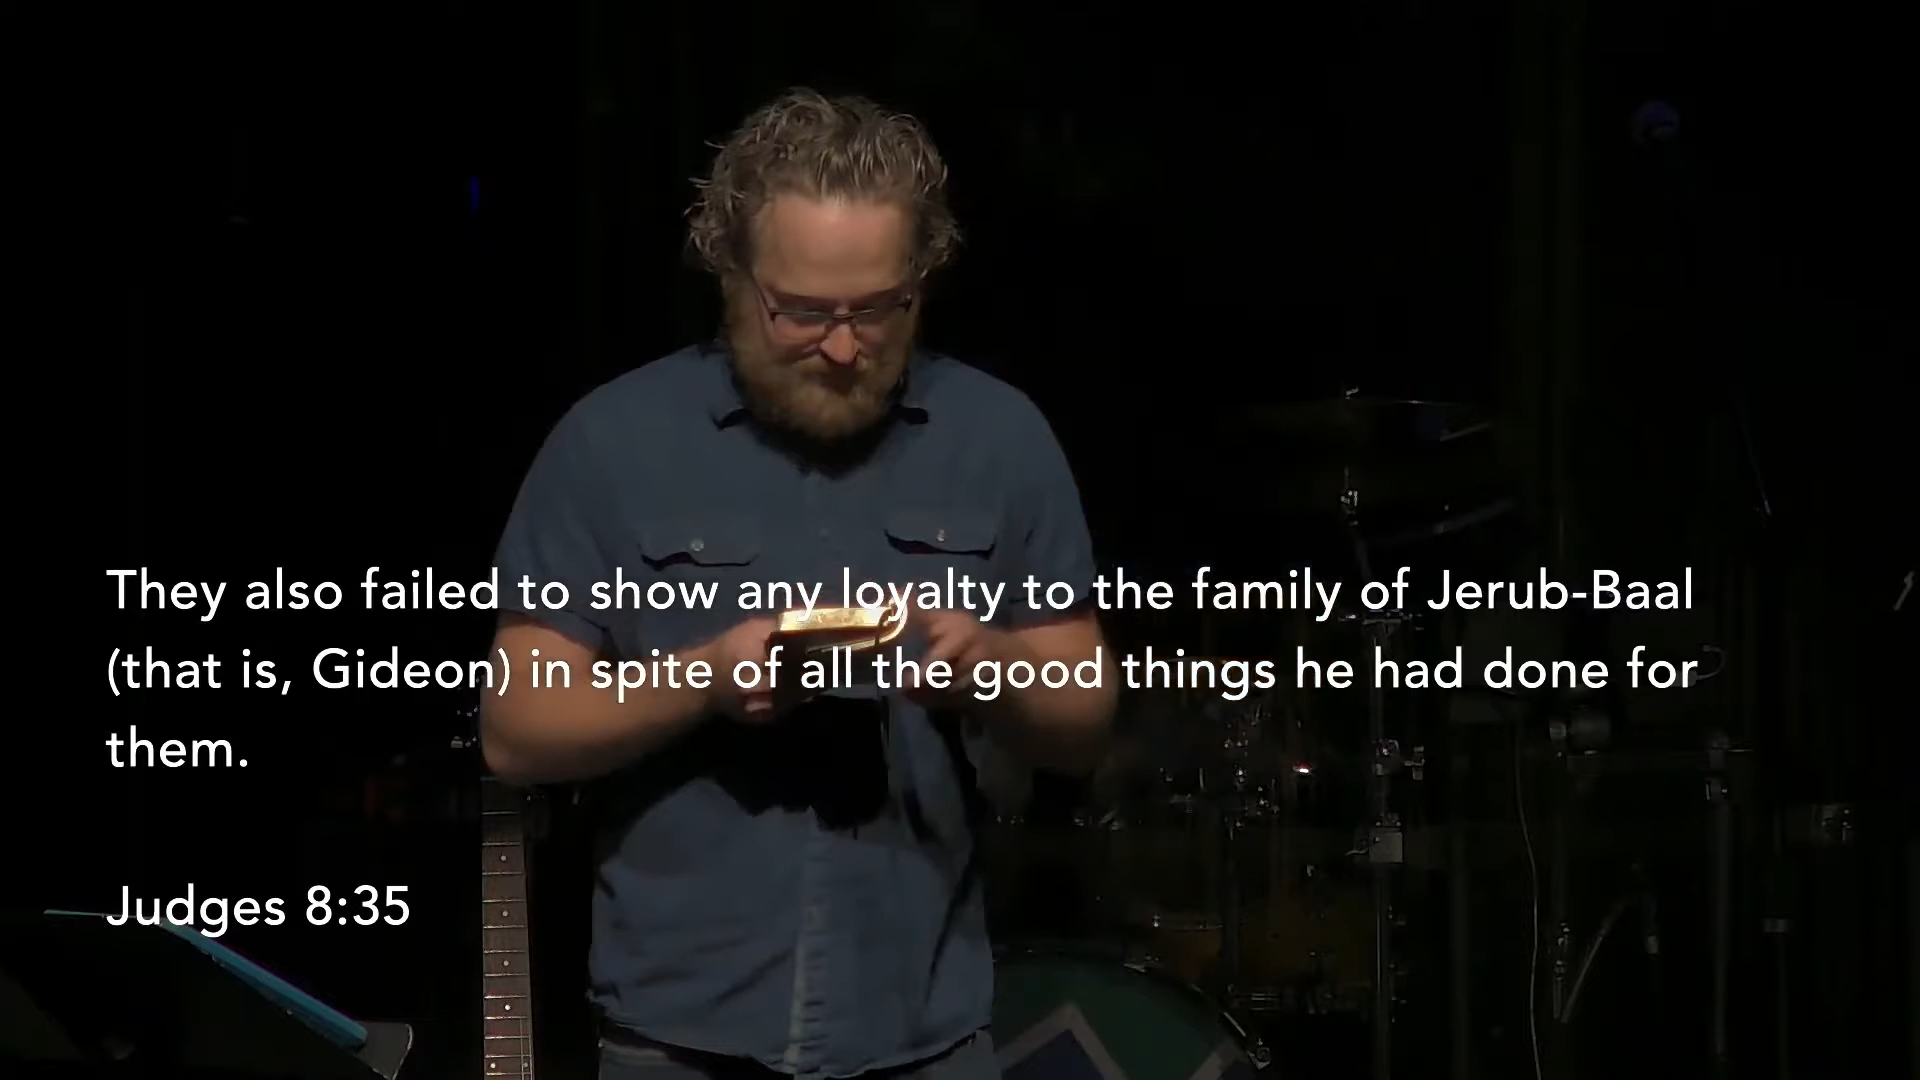 They also failed to show any loyalty to the family of Jerub-Baal
(that is, Gideon) in spite of all the good things he had done for
them.
Judges 8:35